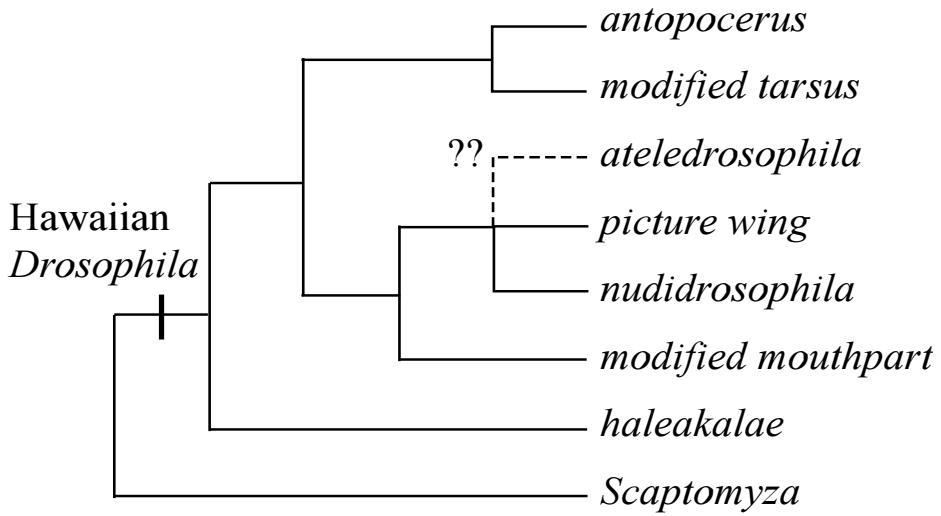 antopocerus
modified tarsus
?? ateledrosophila
picture wing
Hawaiian
Drosophila
nudidrosophila
modified mouthpart
haleakalae
Scaptomyza